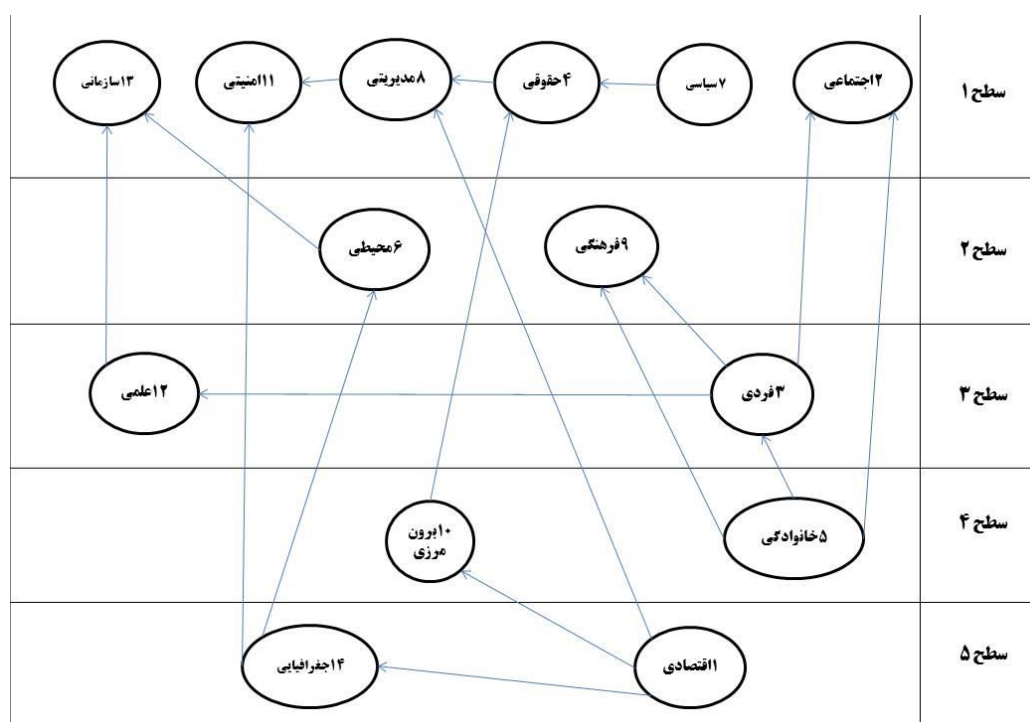 سطح ۱
۲اجتماعی
۷سیاسی
۴حقوقی
۸مدیریتی
۱۱امنیتی
۱۳سازمانی
سطح ۲
۹فرهنگی
۶محیطی
سطح ۳
۳فردی
۱۲علمی
سطح ۴
۵خانوادگی
۱۰برون
مرزی
سطح ۵
۱اقتصادی
۱۴جغرافیایی